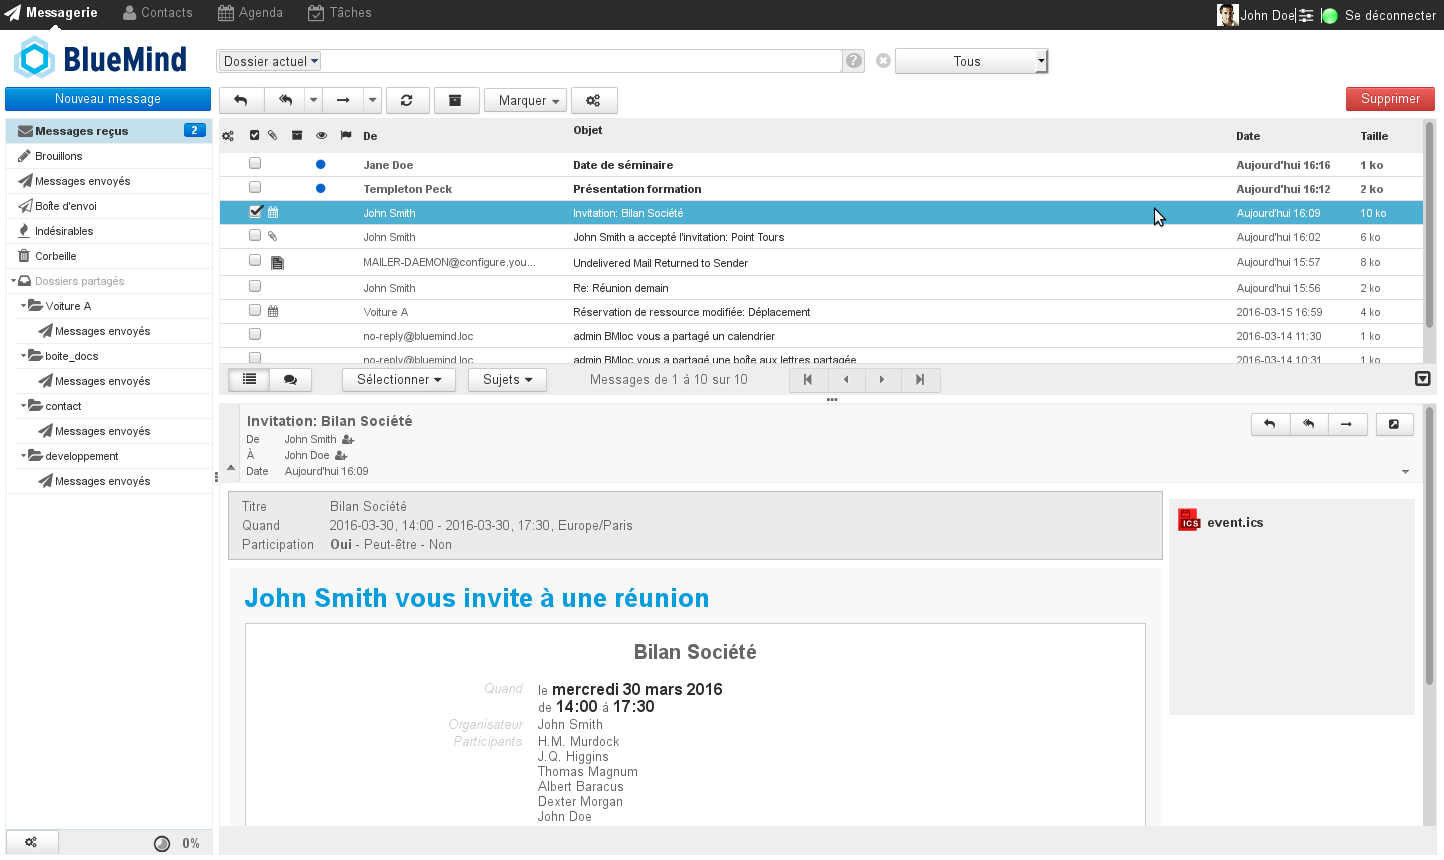 Messagerie Contacts Agenda Tâches John Doe Se déconnecter
BlueMind
Dossier actuel Tous
Nouveau message Marquer Supprimer
Messages reçus 2
Brouillons
Messages envoyés
Boîte d'envoi
Indésirables
Corbeille
Dossiers partagés
Voiture A
Messages envoyés
boite_docs
Messages envoyés
contact
Messages envoyés
developpement
Messages envoyés
0%
De Objet Date Taille
Jane Doe Date de séminaire Aujourd'hui 16:16 1 ko
Templeton Peck Présentation formation Aujourd'hui 16:12 2 ko
John Smith Invitation: Bilan Société Aujourd'hui 16:09 10 ko
John Smith John Smith a accepté l'invitation: Point Tours Aujourd'hui 16:02 6 ko
MAILER-DAEMON@configure.you... Undelivered Mail Returned to Sender Aujourd'hui 15:57 8 ko
John Smith Re: Réunion demain Aujourd'hui 15:56 2 ko
Voiture A Réservation de ressource modifiée: Déplacement 2016-03-15 16:59 4 ko
no-reply@bluemind.loc admin BMloc vous a partagé un calendrier 2016-03-14 11:30 1 ko
no-reply@bluemind.loc admin BMloc vous a partagé une boîte aux lettres partagée 2016-03-14 10:31 1 ko
Sélectionner Sujets Messages de 1 à 10 sur 10
Invitation: Bilan Société
De John Smith
À John Doe
Date Aujourd'hui 16:09
Titre Bilan Société
Quand 2016-03-30, 14:00 - 2016-03-30, 17:30, Europe/Paris
Participation Oui - Peut-être - Non
ICS event.ics
John Smith vous invite à une réunion
Bilan Société
Quand le mercredi 30 mars 2016
de 14:00 à 17:30
Organisateur John Smith
Participants H.M. Murdock
J.Q. Higgins
Thomas Magnum
Albert Baracus
Dexter Morgan
John Doe